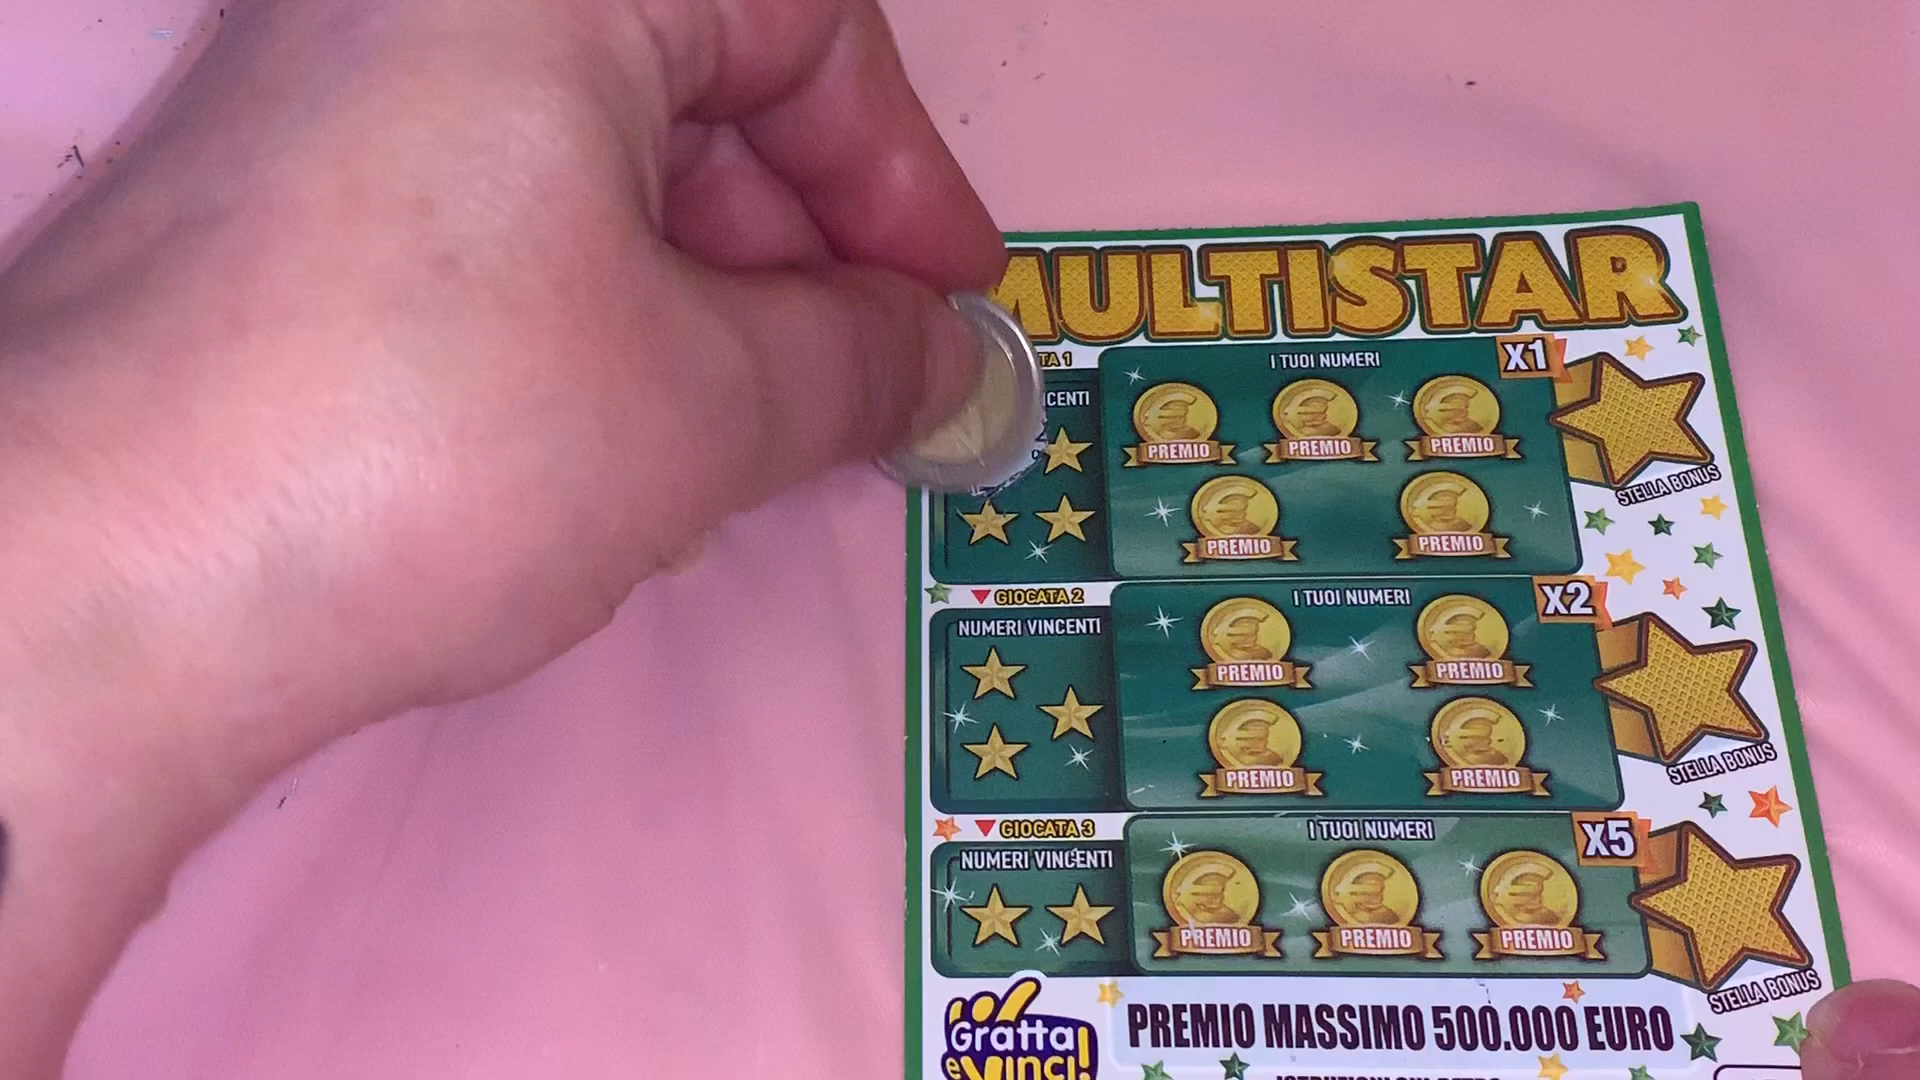 MULTISTAR
I TUOI NUMERI
X1
PREMIO
PREMIO
PREMIO
PREMIO
PREMIO
STELLA BONUS
GIOCATA 2
NUMERI VINCENTI
I TUOI NUMERI
X2
PREMIO
PREMIO
PREMIO
PREMIO
STELLA BONUS
GIOCATA 3
NUMERI VINCENTI
I TUOI NUMERI
X5
PREMIO
PREMIO
PREMIO
STELLA BONUS
Gratta
e Vinci!
PREMIO MASSIMO 500.000 EURO